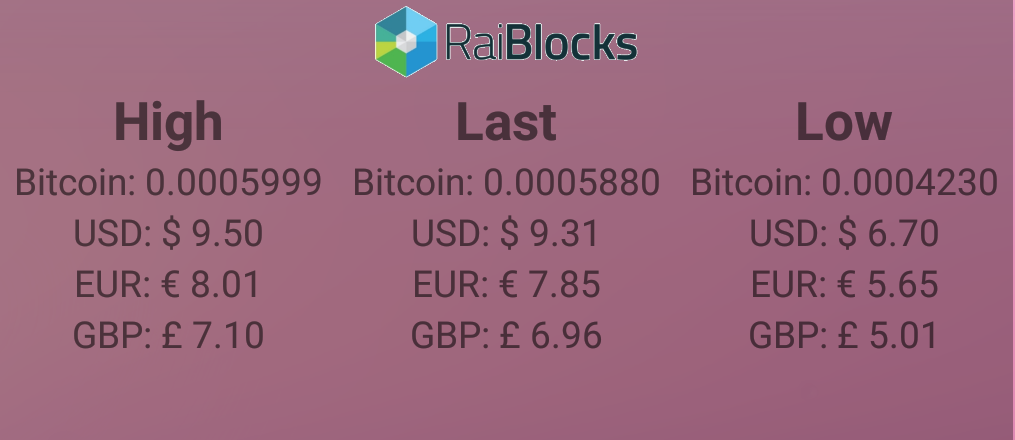 RaiBlocks
High Last Low
Bitcoin: 0.0005999 Bitcoin: 0.0005880 Bitcoin: 0.0004230
USD: $ 9.50 USD: $ 9.31 USD: $ 6.70
EUR: € 8.01 EUR: € 7.85 EUR: € 5.65
GBP: £ 7.10 GBP: £ 6.96 GBP: £ 5.01